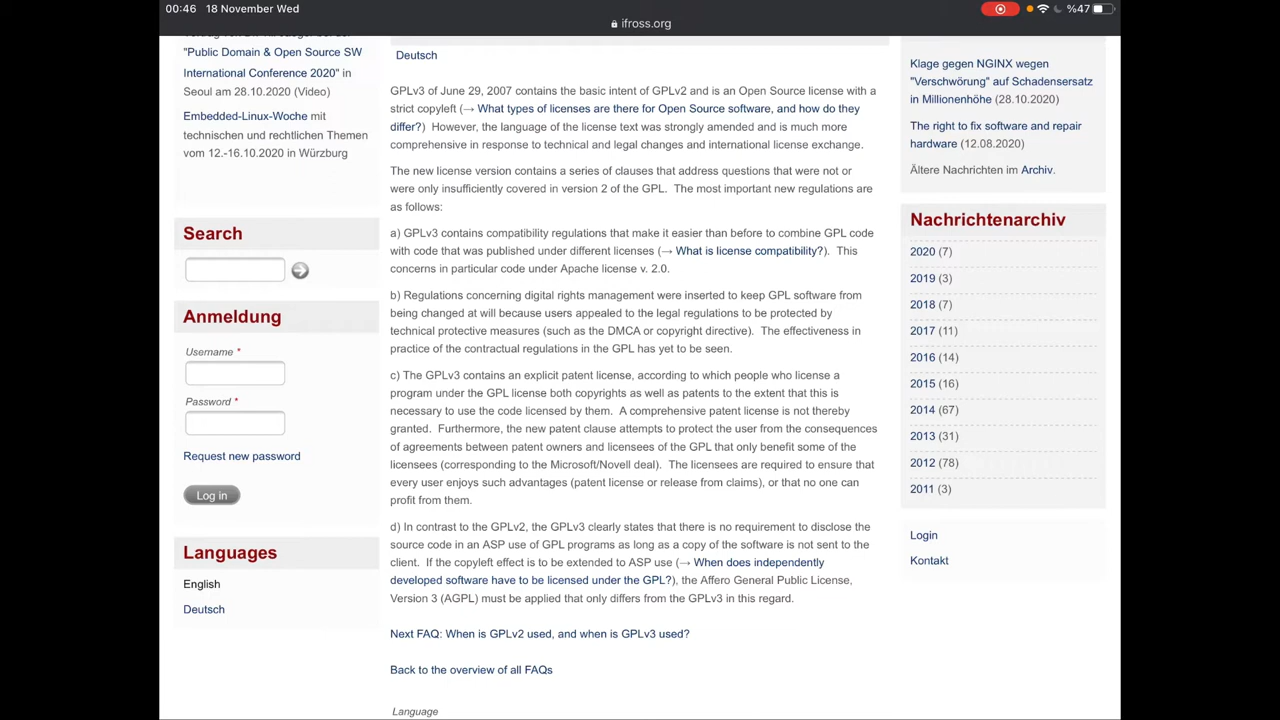 00:46 18 November Wed
%47
ifross.org
"Public Domain & Open Source SW
International Conference 2020" in
Seoul am 28.10.2020 (Video)
Embedded-Linux-Woche mit
technischen und rechtlichen Themen
vom 12.-16.10.2020 in Würzburg
Search
Anmeldung
Username *
Password *
Request new password
Log in
Languages
English
Deutsch
Deutsch
GPLv3 of June 29, 2007 contains the basic intent of GPLv2 and is an Open Source license with a
strict copyleft (→ What types of licenses are there for Open Source software, and how do they
differ?) However, the language of the license text was strongly amended and is much more
comprehensive in response to technical and legal changes and international license exchange.
The new license version contains a series of clauses that address questions that were not or
were only insufficiently covered in version 2 of the GPL. The most important new regulations are
as follows:
a) GPLv3 contains compatibility regulations that make it easier than before to combine GPL code
with code that was published under different licenses (→ What is license compatibility?). This
concerns in particular code under Apache license v. 2.0.
b) Regulations concerning digital rights management were inserted to keep GPL software from
being changed at will because users appealed to the legal regulations to be protected by
technical protective measures (such as the DMCA or copyright directive). The effectiveness in
practice of the contractual regulations in the GPL has yet to be seen.
c) The GPLv3 contains an explicit patent license, according to which people who license a
program under the GPL license both copyrights as well as patents to the extent that this is
necessary to use the code licensed by them. A comprehensive patent license is not thereby
granted. Furthermore, the new patent clause attempts to protect the user from the consequences
of agreements between patent owners and licensees of the GPL that only benefit some of the
licensees (corresponding to the Microsoft/Novell deal). The licensees are required to ensure that
every user enjoys such advantages (patent license or release from claims), or that no one can
profit from them.
d) In contrast to the GPLv2, the GPLv3 clearly states that there is no requirement to disclose the
source code in an ASP use of GPL programs as long as a copy of the software is not sent to the
client. If the copyleft effect is to be extended to ASP use (→ When does independently
developed software have to be licensed under the GPL?), the Affero General Public License,
Version 3 (AGPL) must be applied that only differs from the GPLv3 in this regard.
Next FAQ: When is GPLv2 used, and when is GPLv3 used?
Back to the overview of all FAQs
Language
Klage gegen NGINX wegen
"Verschwörung" auf Schadensersatz
in Millionenhöhe (28.10.2020)
The right to fix software and repair
hardware (12.08.2020)
Ältere Nachrichten im Archiv.
Nachrichtenarchiv
2020 (7)
2019 (3)
2018 (7)
2017 (11)
2016 (14)
2015 (16)
2014 (67)
2013 (31)
2012 (78)
2011 (3)
Login
Kontakt